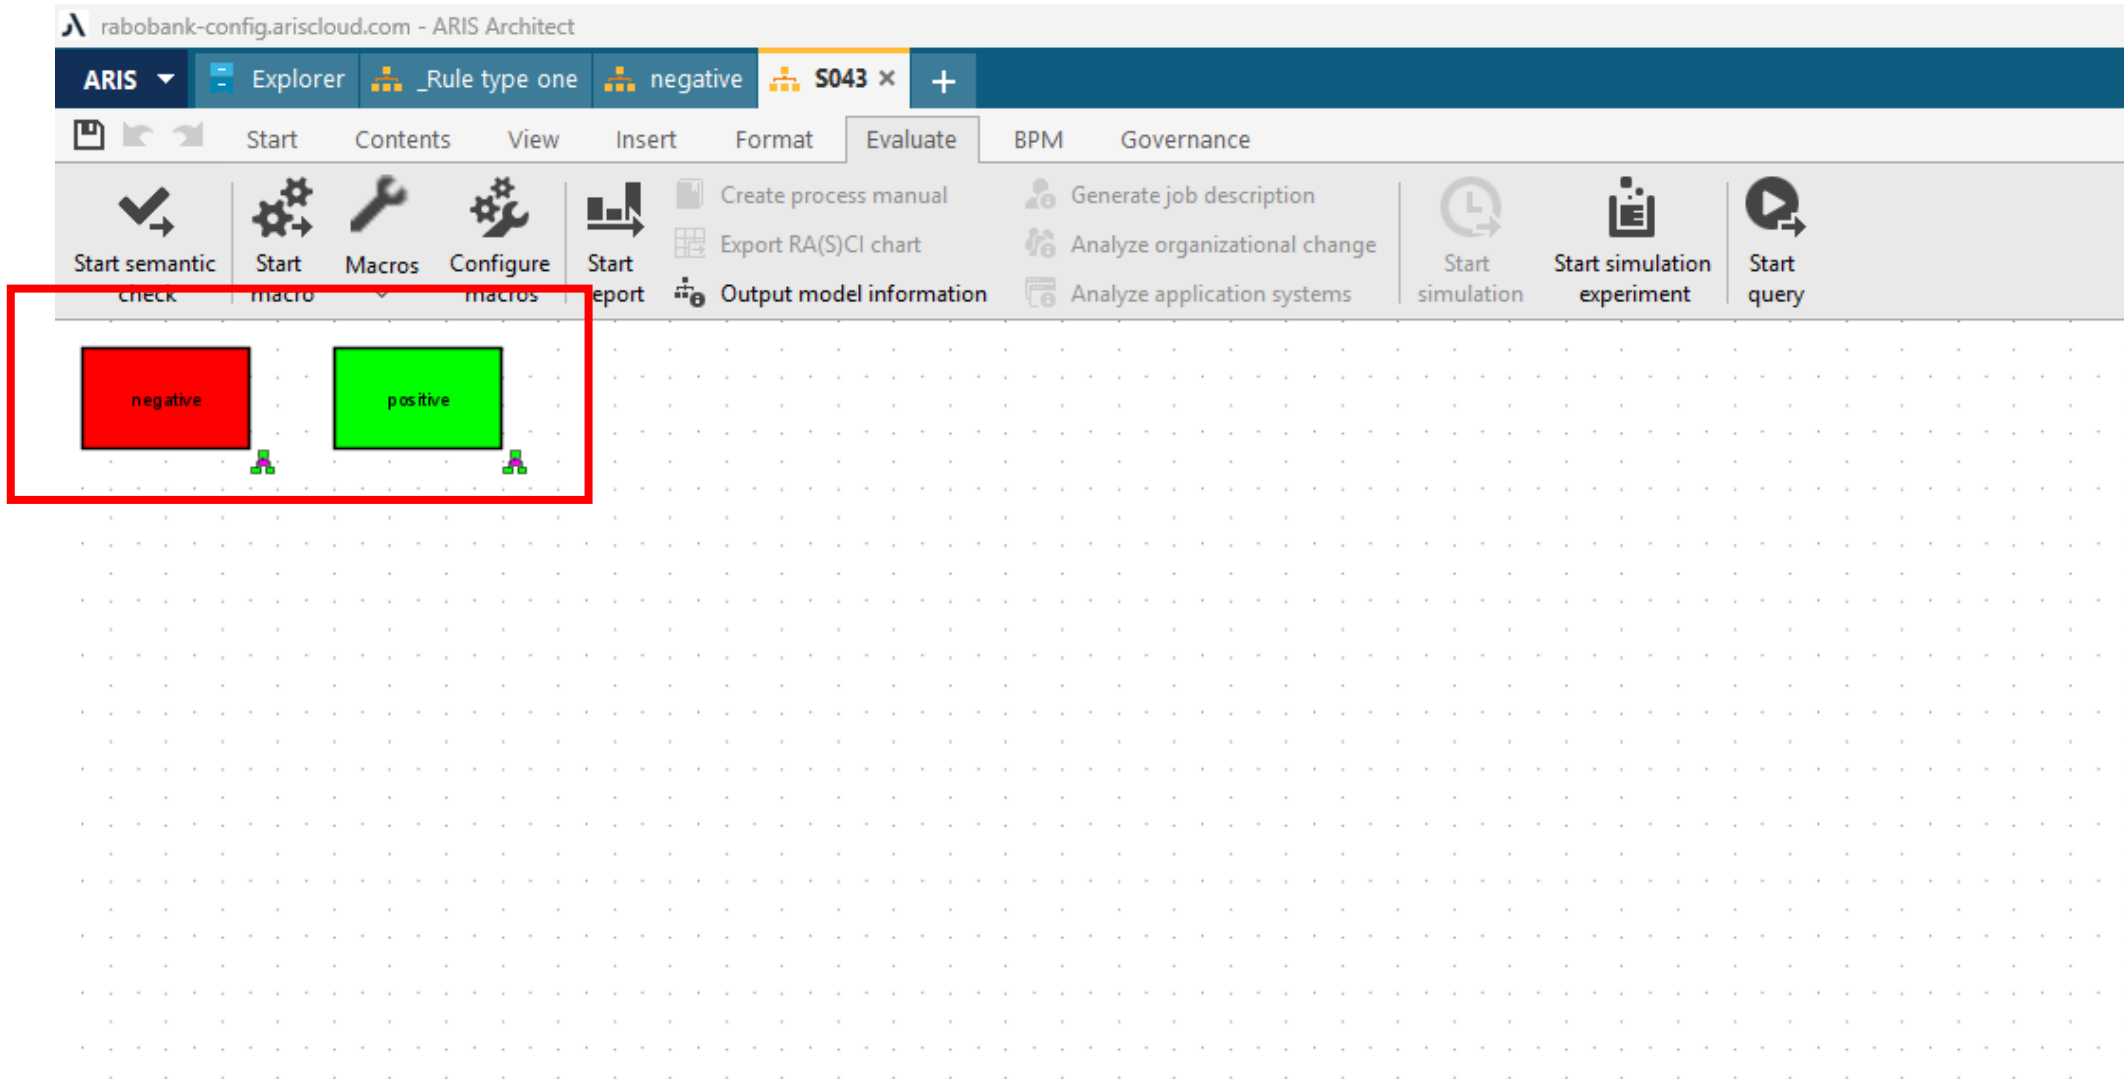 rabobank-config.ariscloud.com - ARIS Architect
ARIS Explorer _Rule type one negative S043
Start Contents View Insert Format Evaluate BPM Governance
Start semantic check
Start macro
Macros
Configure macros
Start eport
Create process manual
Export RA(S)CI chart
Output model information
Generate job description
Analyze organizational change
Analyze application systems
Start simulation
Start simulation experiment
Start query
negative positive